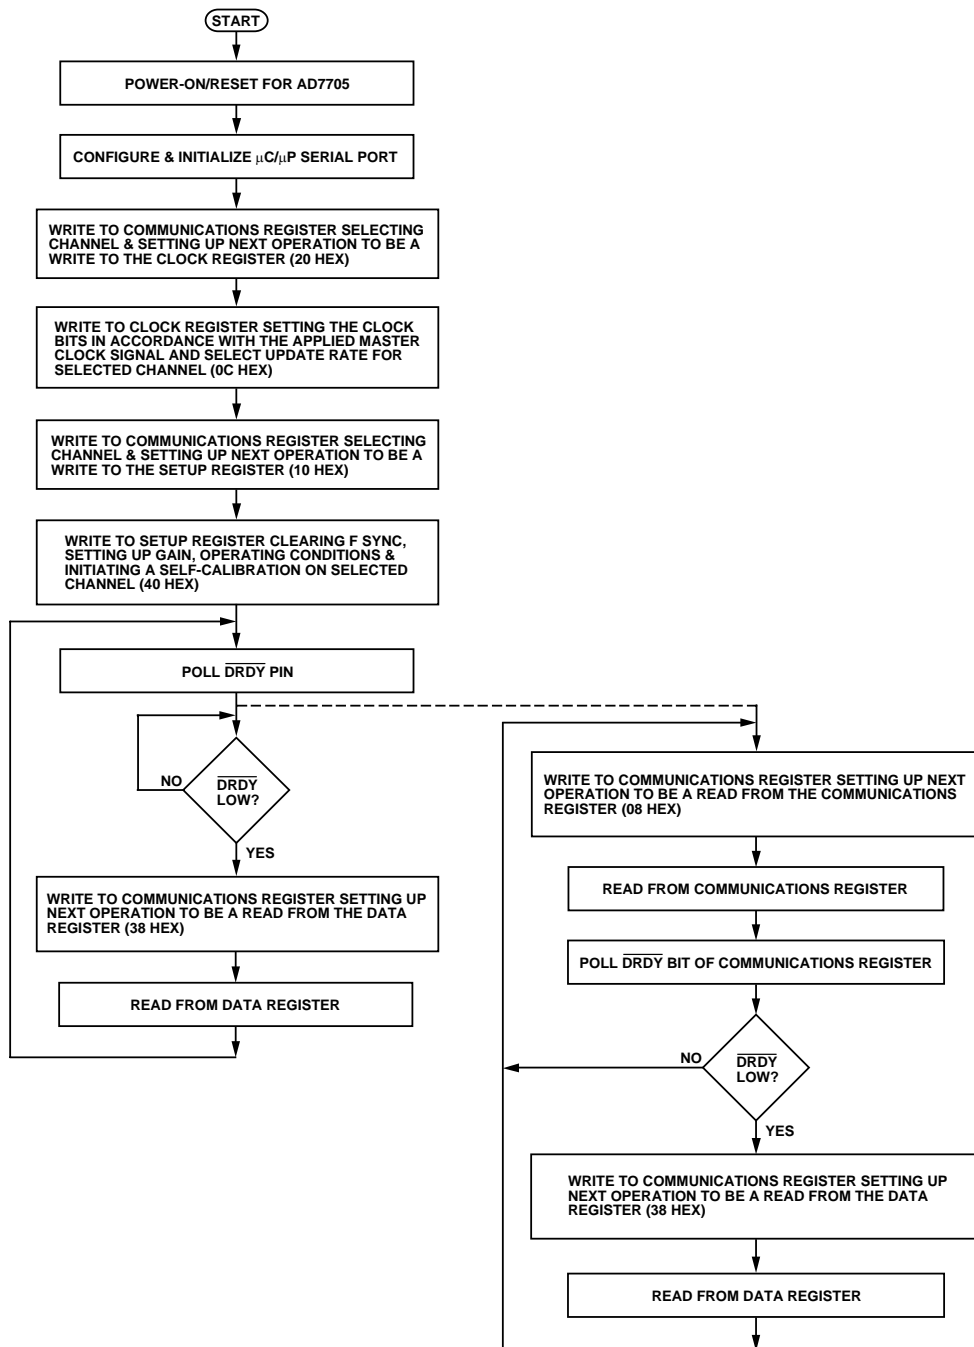 START
POWER-ON/RESET FOR AD7705
CONFIGURE & INITIALIZE μC/μP SERIAL PORT
WRITE TO COMMUNICATIONS REGISTER SELECTING
CHANNEL & SETTING UP NEXT OPERATION TO BE A
WRITE TO THE CLOCK REGISTER (20 HEX)
WRITE TO CLOCK REGISTER SETTING THE CLOCK
BITS IN ACCORDANCE WITH THE APPLIED MASTER
CLOCK SIGNAL AND SELECT UPDATE RATE FOR
SELECTED CHANNEL (0C HEX)
WRITE TO COMMUNICATIONS REGISTER SELECTING
CHANNEL & SETTING UP NEXT OPERATION TO BE A
WRITE TO THE SETUP REGISTER (10 HEX)
WRITE TO SETUP REGISTER CLEARING F SYNC,
SETTING UP GAIN, OPERATING CONDITIONS &
INITIATING A SELF-CALIBRATION ON SELECTED
CHANNEL (40 HEX)
POLL D̅R̅D̅Y̅ PIN
NO
D̅R̅D̅Y̅
LOW?
YES
WRITE TO COMMUNICATIONS REGISTER SETTING UP
NEXT OPERATION TO BE A READ FROM THE DATA
REGISTER (38 HEX)
READ FROM DATA REGISTER
WRITE TO COMMUNICATIONS REGISTER SETTING UP NEXT
OPERATION TO BE A READ FROM THE COMMUNICATIONS
REGISTER (08 HEX)
READ FROM COMMUNICATIONS REGISTER
POLL D̅R̅D̅Y̅ BIT OF COMMUNICATIONS REGISTER
NO
D̅R̅D̅Y̅
LOW?
YES
WRITE TO COMMUNICATIONS REGISTER SETTING UP
NEXT OPERATION TO BE A READ FROM THE DATA
REGISTER (38 HEX)
READ FROM DATA REGISTER